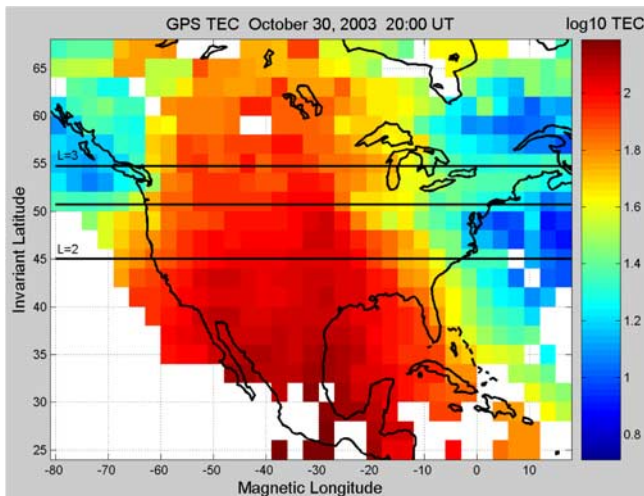 GPS TEC October 30, 2003 20:00 UT
log10 TEC
65
60
55
50
45
40
35
30
25
L=3
L=2
Invariant Latitude
-80 -70 -60 -50 -40 -30 -20 -10 0 10
Magnetic Longitude
2
1.8
1.6
1.4
1.2
1
0.8